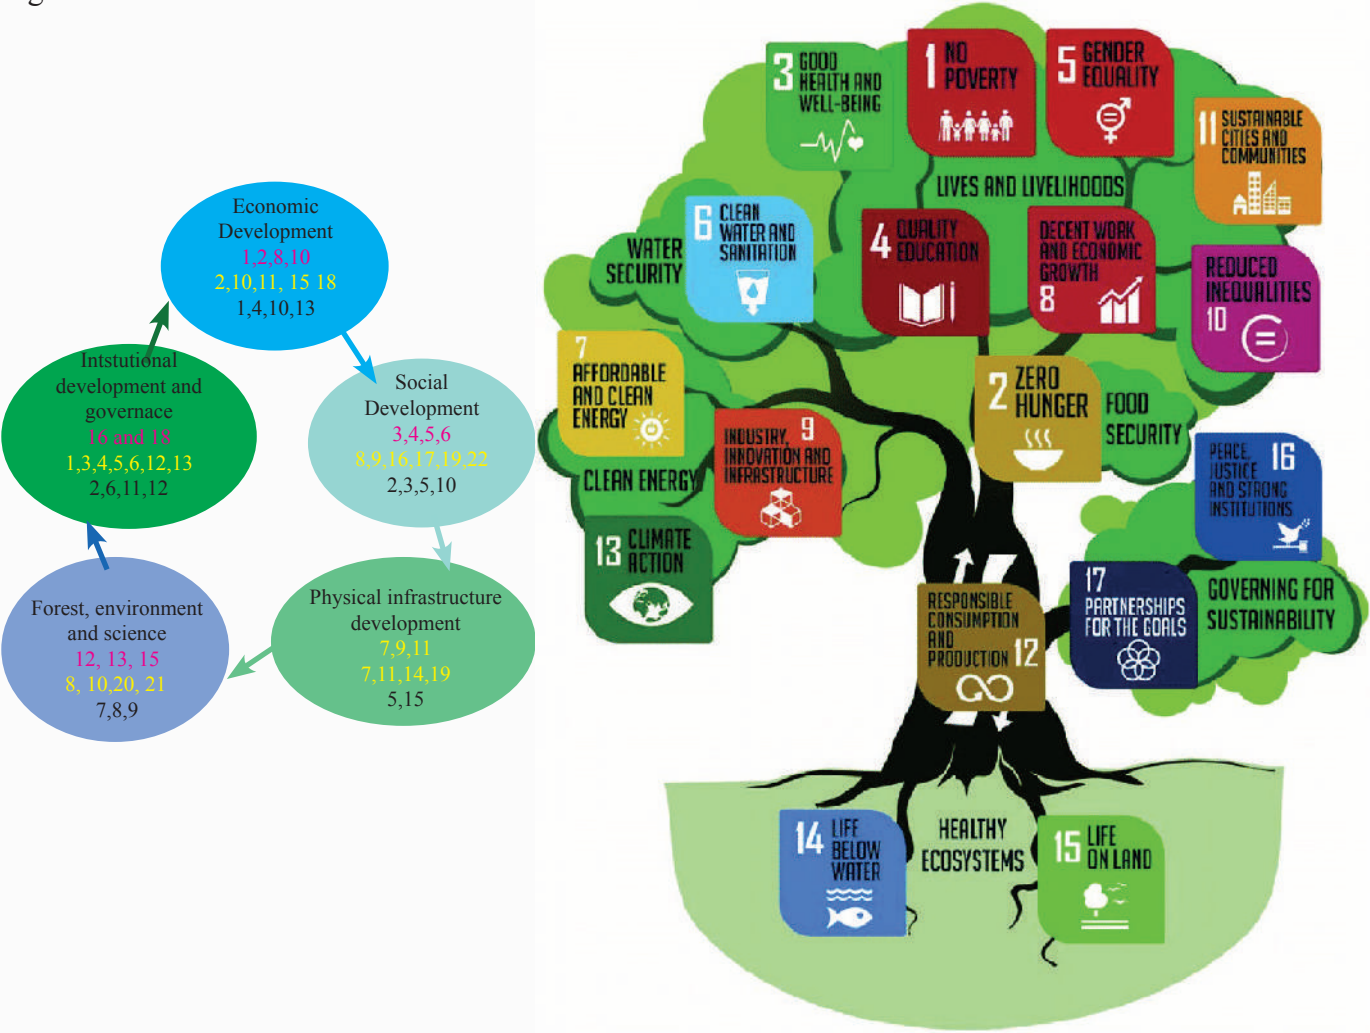 Economic
Development
1,2,8,10
2,10,11, 15 18
1,4,10,13
Intstutional
development and
governace
16 and 18
1,3,4,5,6,12,13
2,6,11,12
Social
Development
3,4,5,6
8,9,16,17,19,22
2,3,5,10
Forest, environment
and science
12, 13, 15
8, 10,20, 21
7,8,9
Physical infrastructure
development
7,9,11
7,11,14,19
5,15
3 GOOD
HEALTH AND
WELL-BEING
1 NO
POVERTY
5 GENDER
EQUALITY
11 SUSTAINABLE
CITIES AND
COMMUNITIES
LIVES AND LIVELIHOODS
6 CLEAN
WATER AND
SANITATION
WATER
SECURITY
4 QUALITY
EDUCATION
DECENT WORK
AND ECONOMIC
GROWTH
8
REDUCED
INEQUALITIES
10
7
AFFORDABLE
AND CLEAN
ENERGY
2 ZERO
HUNGER
FOOD
SECURITY
INDUSTRY, 9
INNOVATION AND
INFRASTRUCTURE
CLEAN ENERGY
PEACE, 16
JUSTICE
AND STRONG
INSTITUTIONS
13 CLIMATE
ACTION
17
PARTNERSHIPS
FOR THE GOALS
GOVERNING FOR
SUSTAINABILITY
RESPONSIBLE
CONSUMPTION
AND
PRODUCTION 12
14 LIFE
BELOW
WATER
HEALTHY
ECOSYSTEMS
15 LIFE
ON LAND